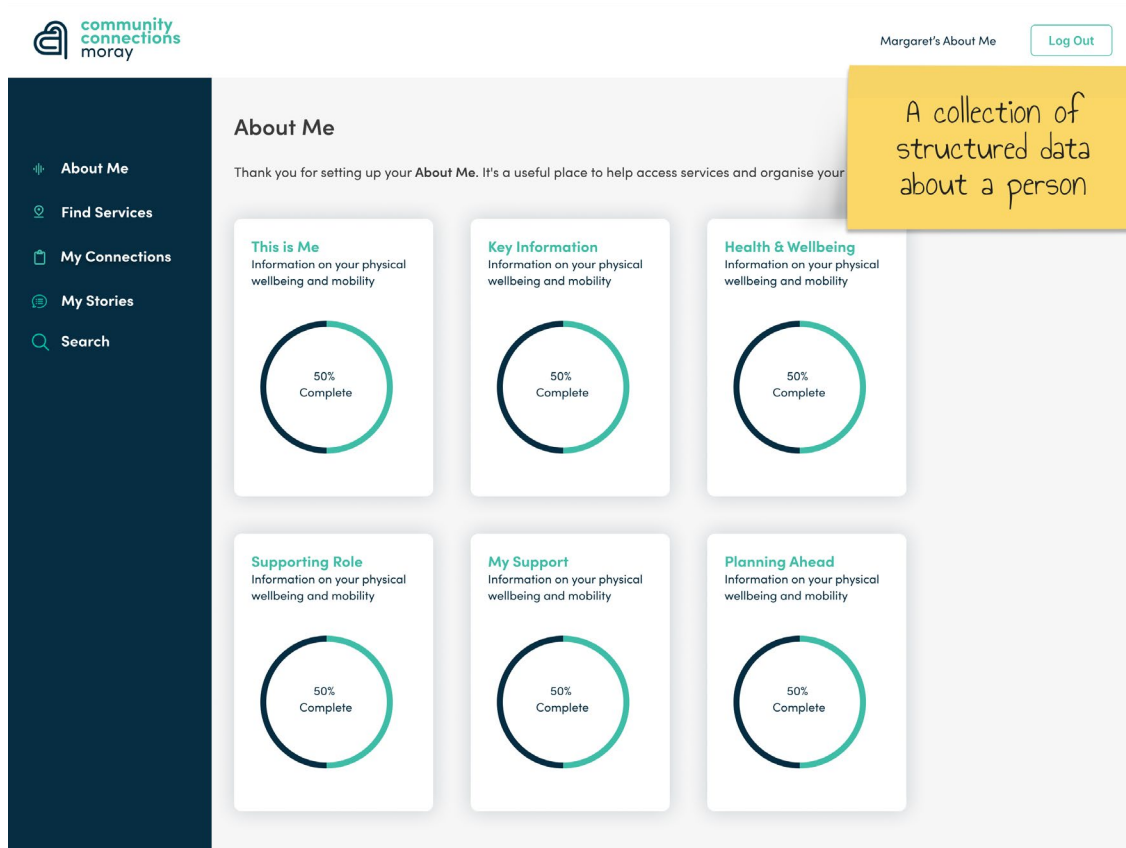 community
connections
moray
Margaret's About Me
Log Out
A collection of
structured data
about a person
About Me
Find Services
My Connections
My Stories
Search
About Me
Thank you for setting up your About Me. It's a useful place to help access services and organise your
This is Me
Information on your physical
wellbeing and mobility
50%
Complete
Key Information
Information on your physical
wellbeing and mobility
50%
Complete
Health & Wellbeing
Information on your physical
wellbeing and mobility
50%
Complete
Supporting Role
Information on your physical
wellbeing and mobility
50%
Complete
My Support
Information on your physical
wellbeing and mobility
50%
Complete
Planning Ahead
Information on your physical
wellbeing and mobility
50%
Complete